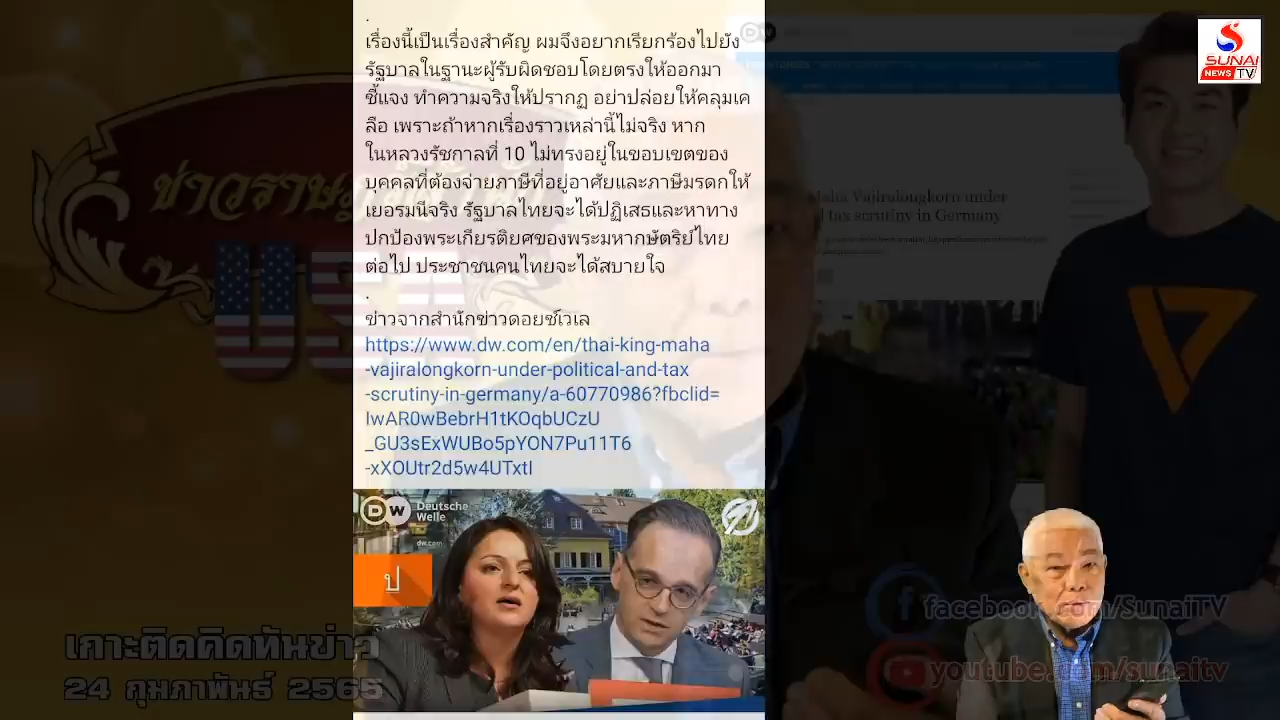 .
เรื่องนี้เป็นเรื่องสำคัญ ผมจึงอยากเรียกร้องไปยัง
รัฐบาลในฐานะผู้รับผิดชอบโดยตรงให้ออกมา
ชี้แจง ทำความจริงให้ปรากฏ อย่าปล่อยให้คลุมเค
ลือ เพราะถ้าหากเรื่องราวเหล่านี้ไม่จริง หาก
ในหลวงรัชกาลที่ 10 ไม่ทรงอยู่ในขอบเขตของ
บุคคลที่ต้องจ่ายภาษีที่อยู่อาศัยและภาษีมรดกให้
เยอรมนีจริง รัฐบาลไทยจะได้ปฏิเสธและหาทาง
ปกป้องพระเกียรติยศของพระมหากษัตริย์ไทย
ต่อไป ประชาชนคนไทยจะได้สบายใจ
.
ข่าวจากสำนักข่าวดอยซ์เวเล
https://www.dw.com/en/thai-king-maha
-vajiralongkorn-under-political-and-tax
-scrutiny-in-germany/a-60770986?fbclid=
IwAR0wBebrH1tKOqbUCzU
_GU3sExWUBo5pYON7Pu11T6
-xXOUtr2d5w4UTxtI
DW Deutsche
Welle
dw.com
ป
SUNAI
NEWS TV
Maha Vajiralongkorn under
tax scrutiny in Germany
USA
เกาะติดคิดทันข่าว
24 กุมภาพันธ์ 2565
facebook.com/SunaiTV
youtube.com/sunaitv